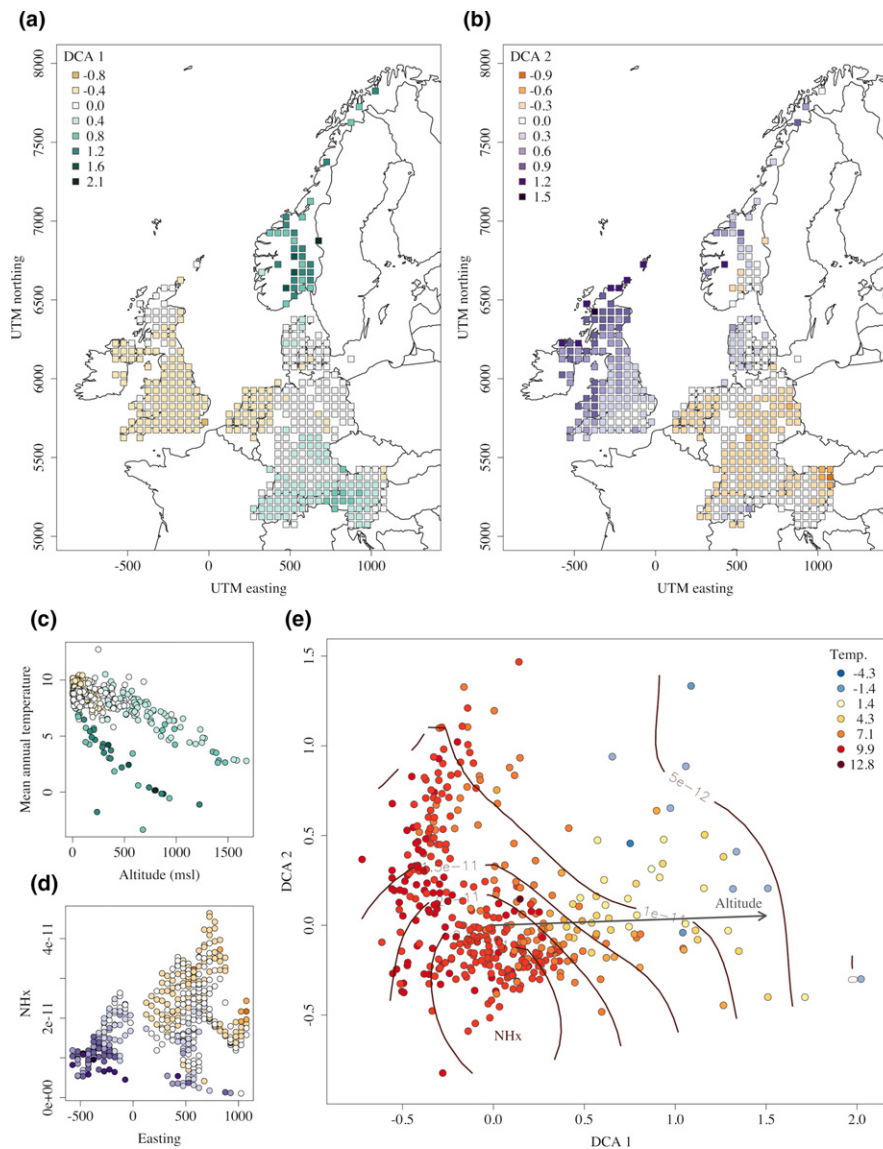 (a)
DCA 1
-0.8
-0.4
0.0
0.4
0.8
1.2
1.6
2.1
8000
7500
7000
6500
6000
5500
5000
UTM northing
-500 0 500 1000
UTM easting
(b)
DCA 2
-0.9
-0.6
-0.3
0.0
0.3
0.6
0.9
1.2
1.5
8000
7500
7000
6500
6000
5500
5000
UTM northing
-500 0 500 1000
UTM easting
(c)
10
5
0
Mean annual temperature
0 500 1000 1500
Altitude (msl)
(d)
4e-11
2e-11
0e+00
NHx
-500 0 500 1000
Easting
(e)
Temp.
-4.3
-1.4
1.4
4.3
7.1
9.9
12.8
1.5
1.0
0.5
0.0
-0.5
DCA 2
5e-12
Altitude
NHx
-0.5 0.0 0.5 1.0 1.5 2.0
DCA 1